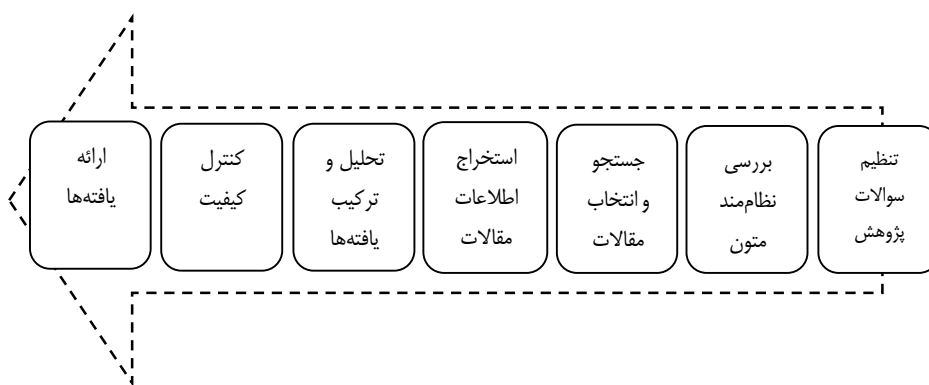 تنظیم
سوالات
پژوهش
بررسی
نظام‌مند
متون
جستجو
و انتخاب
مقالات
استخراج
اطلاعات
مقالات
تحلیل و
ترکیب
یافته‌ها
کنترل
کیفیت
ارائه
یافته‌ها